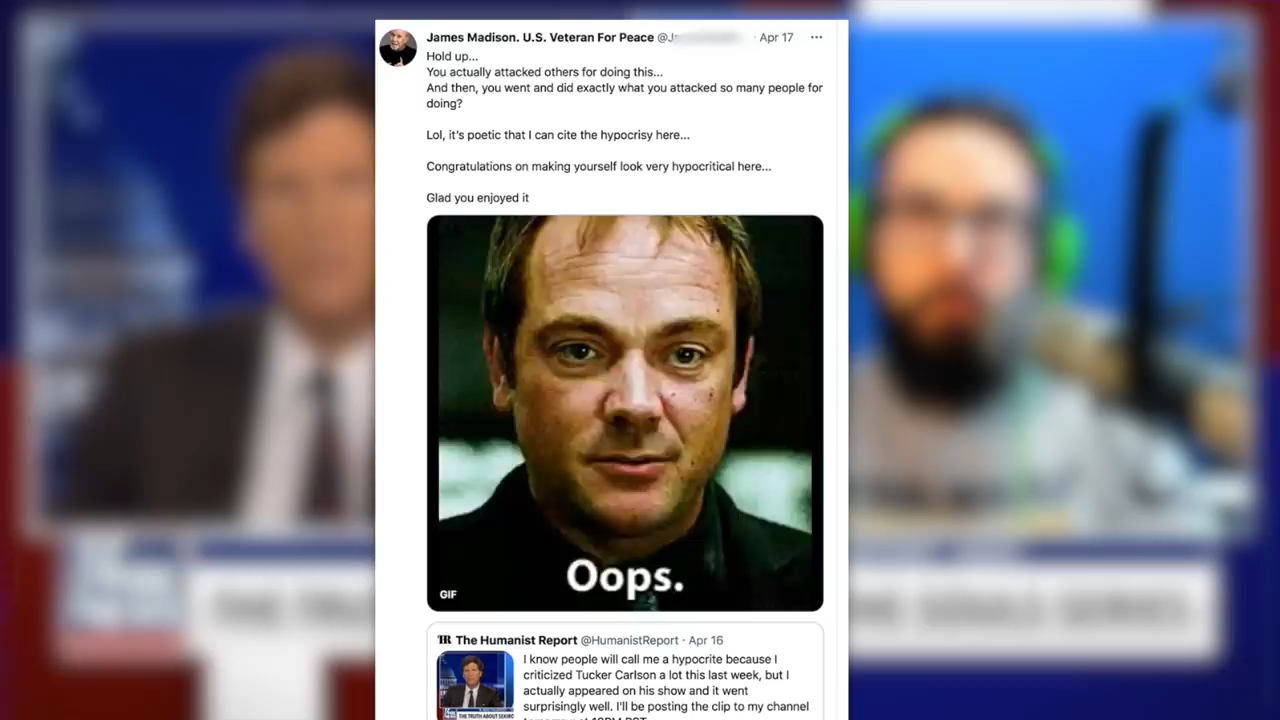 James Madison. U.S. Veteran For Peace @J · Apr 17 ···
Hold up...
You actually attacked others for doing this...
And then, you went and did exactly what you attacked so many people for
doing?
Lol, it's poetic that I can cite the hypocrisy here...
Congratulations on making yourself look very hypocritical here...
Glad you enjoyed it
Oops.
GIF
The Humanist Report @HumanistReport · Apr 16
I know people will call me a hypocrite because I
criticized Tucker Carlson a lot this last week, but I
actually appeared on his show and it went
surprisingly well. I'll be posting the clip to my channel
THE TRUTH ABOUT SEKIRO